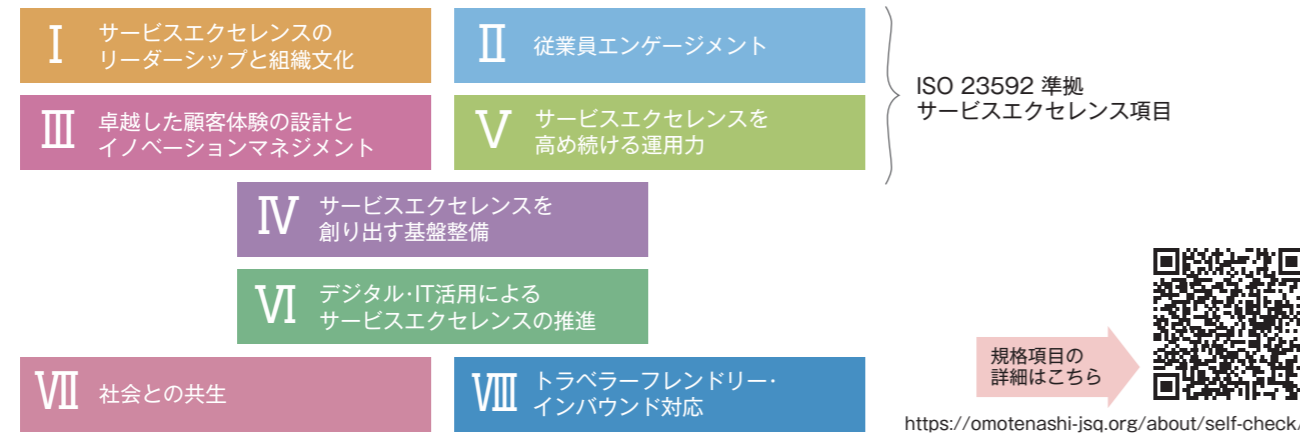 Ⅰ
サービスエクセレンスの
リーダーシップと組織文化
Ⅱ
従業員エンゲージメント
Ⅲ
卓越した顧客体験の設計と
イノベーションマネジメント
Ⅴ
サービスエクセレンスを
高め続ける運用力
ISO 23592 準拠
サービスエクセレンス項目
Ⅳ
サービスエクセレンスを
創り出す基盤整備
Ⅵ
デジタル・IT活用による
サービスエクセレンスの推進
Ⅶ
社会との共生
Ⅷ
トラベラーフレンドリー・
インバウンド対応
規格項目の
詳細はこちら
https://omotenashi-jsq.org/about/self-check/